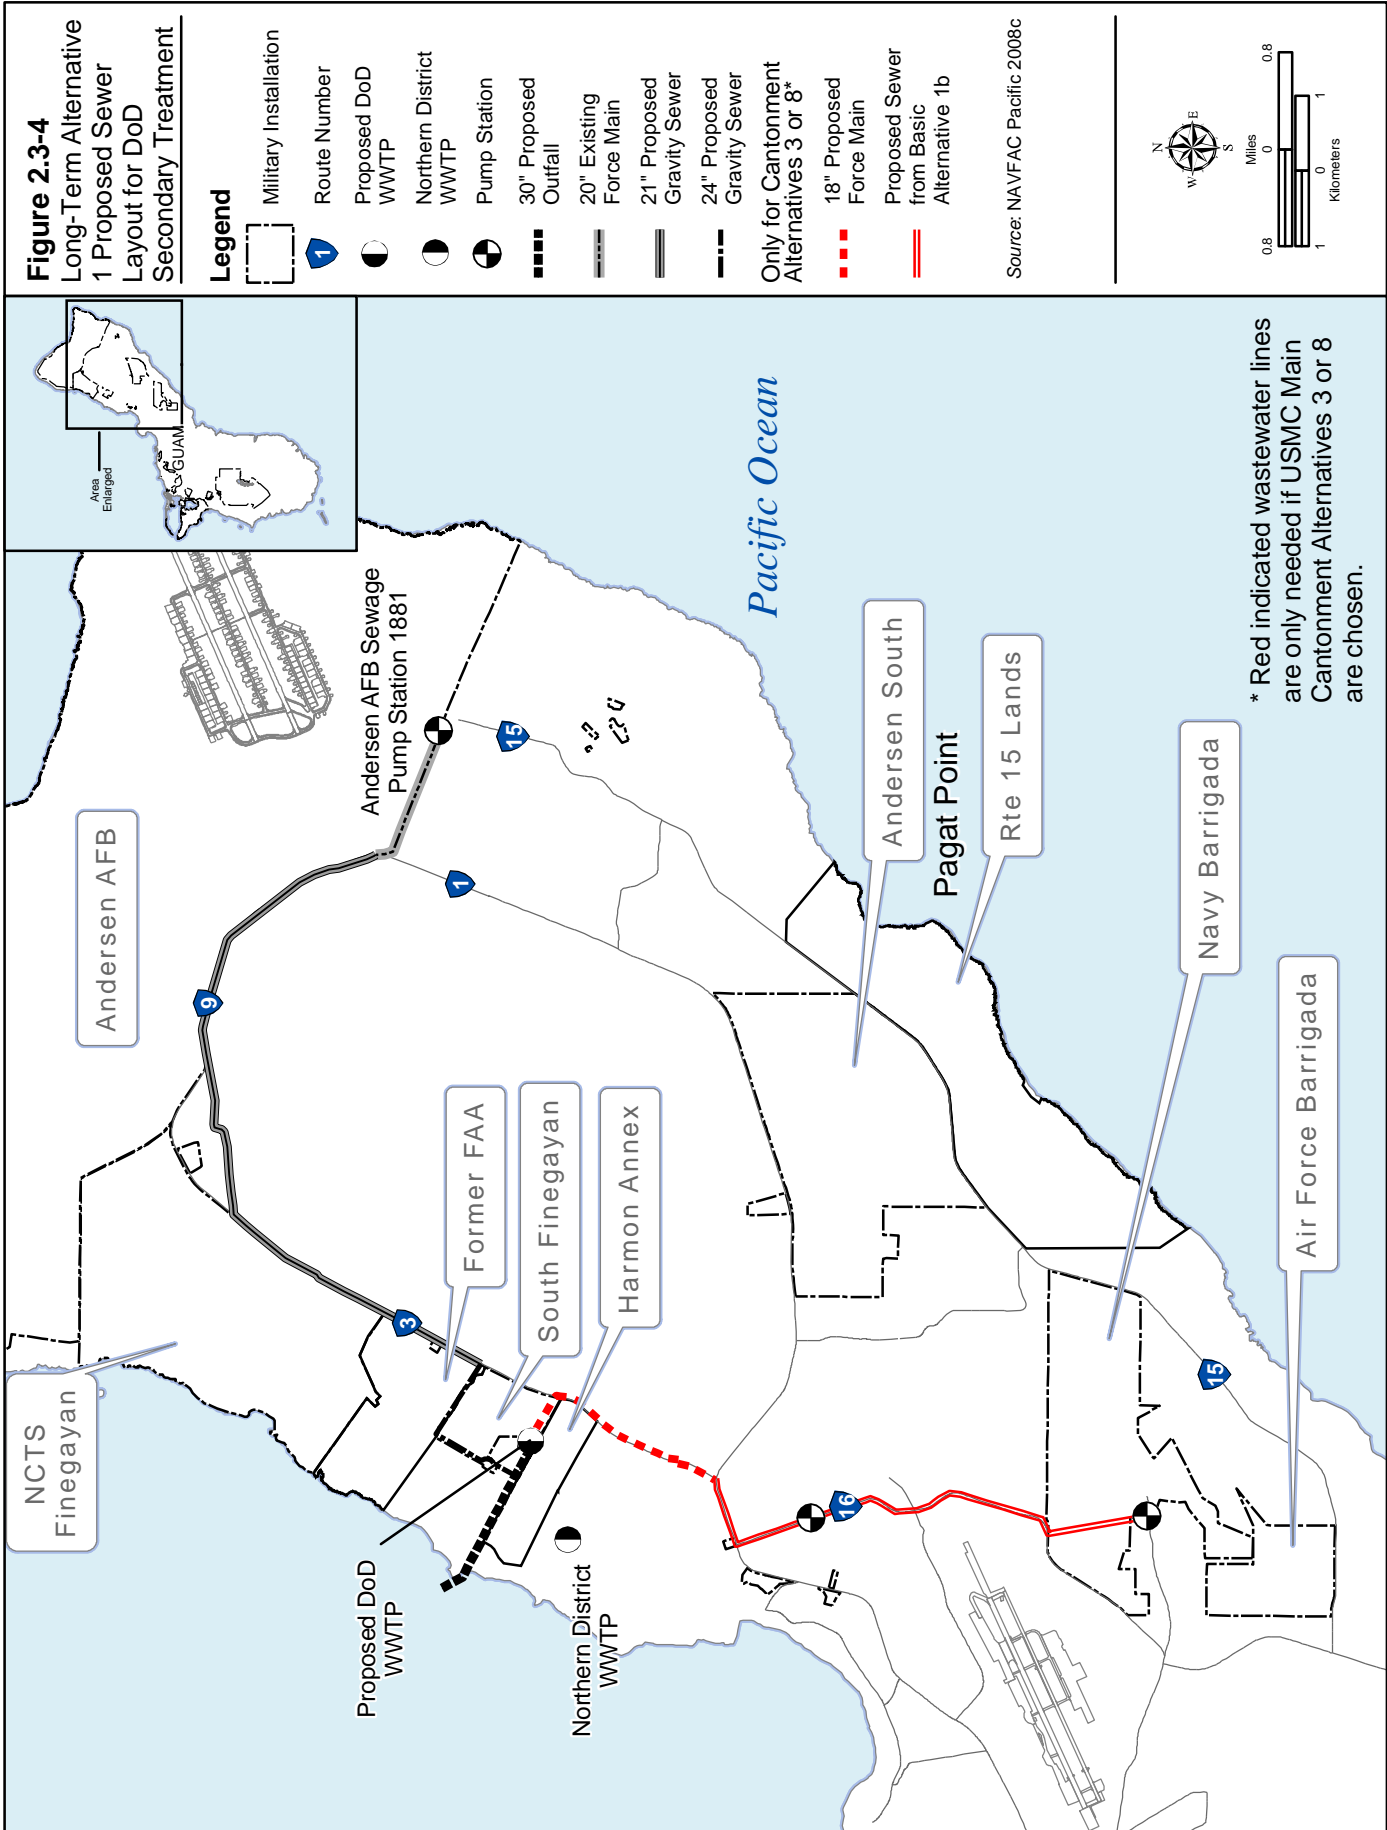 Figure 2.3-4
Long-Term Alternative
1 Proposed Sewer
Layout for DoD
Secondary Treatment
Legend
Military Installation
1
Route Number
Proposed DoD
WWTP
Northern District
WWTP
Pump Station
30" Proposed
Outfall
20" Existing
Force Main
21" Proposed
Gravity Sewer
24" Proposed
Gravity Sewer
Only for Cantonment
Alternatives 3 or 8*
18" Proposed
Force Main
Proposed Sewer
from Basic
Alternative 1b
Source: NAVFAC Pacific 2008c
N
W
E
S
Miles
0.8
0
0.8
1
0
1
Kilometers
Area
Enlarged
GUAM
NCTS
Finegayan
Andersen AFB
Andersen AFB Sewage
Pump Station 1881
9
1
15
3
Former FAA
South Finegayan
Harmon Annex
Proposed DoD
WWTP
Northern District
WWTP
Pacific Ocean
Andersen South
Pagat Point
Rte 15 Lands
16
15
Navy Barrigada
Air Force Barrigada
* Red indicated wastewater lines
are only needed if USMC Main
Cantonment Alternatives 3 or 8
are chosen.